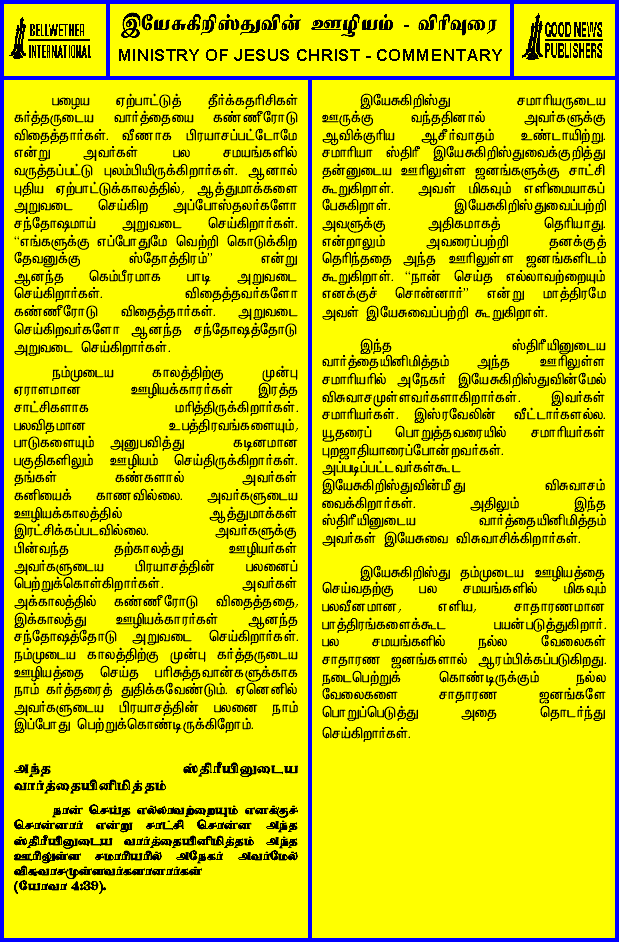 BELLWETHER
INTERNATIONAL
இயேசுகிறிஸ்துவின் ஊழியம் - விரிவுரை
MINISTRY OF JESUS CHRIST - COMMENTARY
GOOD NEWS
PUBLISHERS
பழைய ஏற்பாட்டுத் தீர்க்கதரிசிகள்
கர்த்தருடைய வார்த்தையை கண்ணீரோடு
விதைத்தார்கள். வீணாக பிரயாசப்பட்டோமே
என்று அவர்கள் பல சமயங்களில்
வருத்தப்பட்டு புலம்பியிருக்கிறார்கள். ஆனால்
புதிய ஏற்பாட்டுக்காலத்தில், ஆத்துமாக்களை
அறுவடை செய்கிற அப்போஸ்தலர்களோ
சந்தோஷமாய் அறுவடை செய்கிறார்கள்.
“எங்களுக்கு எப்போதுமே வெற்றி கொடுக்கிற
தேவனுக்கு ஸ்தோத்திரம்” என்று
ஆனந்த கெம்பீரமாக பாடி அறுவடை
செய்கிறார்கள். விதைத்தவர்களோ
கண்ணீரோடு விதைத்தார்கள். அறுவடை
செய்கிறவர்களோ ஆனந்த சந்தோஷத்தோடு
அறுவடை செய்கிறார்கள்.
நம்முடைய காலத்திற்கு முன்பு
ஏராளமான ஊழியக்காரர்கள் இரத்த
சாட்சிகளாக மரித்திருக்கிறார்கள்.
பலவிதமான உபத்திரவங்களையும்,
பாடுகளையும் அனுபவித்து கடினமான
பகுதிகளிலும் ஊழியம் செய்திருக்கிறார்கள்.
தங்கள் கண்களால் அவர்கள்
கனியைக் காணவில்லை. அவர்களுடைய
ஊழியக்காலத்தில் ஆத்துமாக்கள்
இரட்சிக்கப்படவில்லை. அவர்களுக்கு
பின்வந்த தற்காலத்து ஊழியர்கள்
அவர்களுடைய பிரயாசத்தின் பலனைப்
பெற்றுக்கொள்கிறார்கள். அவர்கள்
அக்காலத்தில் கண்ணீரோடு விதைத்ததை,
இக்காலத்து ஊழியக்காரர்கள் ஆனந்த
சந்தோஷத்தோடு அறுவடை செய்கிறார்கள்.
நம்முடைய காலத்திற்கு முன்பு கர்த்தருடைய
ஊழியத்தை செய்த பரிசுத்தவான்களுக்காக
நாம் கர்த்தரைத் துதிக்கவேண்டும். ஏனெனில்
அவர்களுடைய பிரயாசத்தின் பலனை நாம்
இப்போது பெற்றுக்கொண்டிருக்கிறோம்.
அந்த ஸ்திரீயினுடைய
வார்த்தையினிமித்தம்
நான் செய்த எல்லாவற்றையும் எனக்குச்
சொன்னார் என்று சாட்சி சொன்ன அந்த
ஸ்திரீயினுடைய வார்த்தையினிமித்தம் அந்த
ஊரிலுள்ள சமாரியரில் அநேகர் அவர்மேல்
விசுவாசமுள்ளவர்களானார்கள்
(யோவா 4:39).
இயேசுகிறிஸ்து சமாரியருடைய
ஊருக்கு வந்ததினால் அவர்களுக்கு
ஆவிக்குரிய ஆசீர்வாதம் உண்டாயிற்று.
சமாரியா ஸ்திரீ இயேசுகிறிஸ்துவைக்குறித்து
தன்னுடைய ஊரிலுள்ள ஜனங்களுக்கு சாட்சி
கூறுகிறாள். அவள் மிகவும் எளிமையாகப்
பேசுகிறாள். இயேசுகிறிஸ்துவைப்பற்றி
அவளுக்கு அதிகமாகத் தெரியாது.
என்றாலும் அவரைப்பற்றி தனக்குத்
தெரிந்ததை அந்த ஊரிலுள்ள ஜனங்களிடம்
கூறுகிறாள். “நான் செய்த எல்லாவற்றையும்
எனக்குச் சொன்னார்” என்று மாத்திரமே
அவள் இயேசுவைப்பற்றி கூறுகிறாள்.
இந்த ஸ்திரீயினுடைய
வார்த்தையினிமித்தம் அந்த ஊரிலுள்ள
சமாரியரில் அநேகர் இயேசுகிறிஸ்துவின்மேல்
விசுவாசமுள்ளவர்களாகிறார்கள். இவர்கள்
சமாரியர்கள். இஸ்ரவேலின் வீட்டார்களல்ல.
யூதரைப் பொறுத்தவரையில் சமாரியர்கள்
புறஜாதியாரைப்போன்றவர்கள்.
அப்படிப்பட்டவர்கள்கூட
இயேசுகிறிஸ்துவின்மீது விசுவாசம்
வைக்கிறார்கள். அதிலும் இந்த
ஸ்திரீயினுடைய வார்த்தையினிமித்தம்
அவர்கள் இயேசுவை விசுவாசிக்கிறார்கள்.
இயேசுகிறிஸ்து தம்முடைய ஊழியத்தை
செய்வதற்கு பல சமயங்களில் மிகவும்
பலவீனமான, எளிய, சாதாரணமான
பாத்திரங்களைக்கூட பயன்படுத்துகிறார்.
பல சமயங்களில் நல்ல வேலைகள்
சாதாரண ஜனங்களால் ஆரம்பிக்கப்படுகிறது.
நடைபெற்றுக் கொண்டிருக்கும் நல்ல
வேலைகளை சாதாரண ஜனங்களே
பொறுப்பெடுத்து அதை தொடர்ந்து
செய்கிறார்கள்.